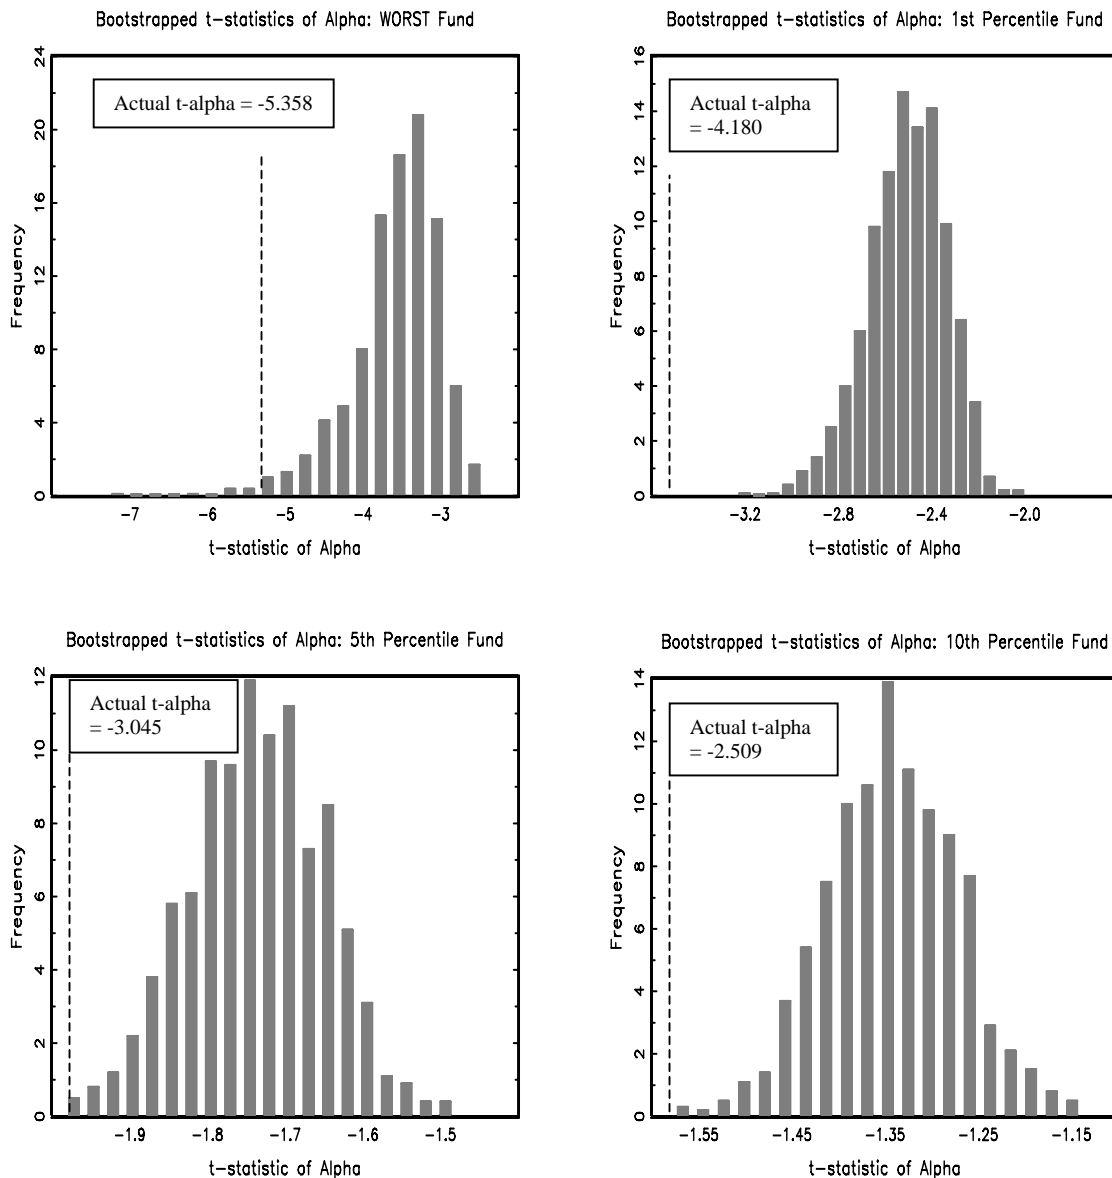 Bootstrapped t-statistics of Alpha: WORST Fund
24
20
16
12
8
4
0
Frequency
Actual t-alpha = -5.358
-7 -6 -5 -4 -3
t-statistic of Alpha
Bootstrapped t-statistics of Alpha: 1st Percentile Fund
16
14
12
10
8
6
4
2
0
Frequency
Actual t-alpha
= -4.180
-3.2 -2.8 -2.4 -2.0
t-statistic of Alpha
Bootstrapped t-statistics of Alpha: 5th Percentile Fund
12
10
8
6
4
2
0
Frequency
Actual t-alpha
= -3.045
-1.9 -1.8 -1.7 -1.6 -1.5
t-statistic of Alpha
Bootstrapped t-statistics of Alpha: 10th Percentile Fund
14
12
10
8
6
4
2
0
Frequency
Actual t-alpha
= -2.509
-1.55 -1.45 -1.35 -1.25 -1.15
t-statistic of Alpha